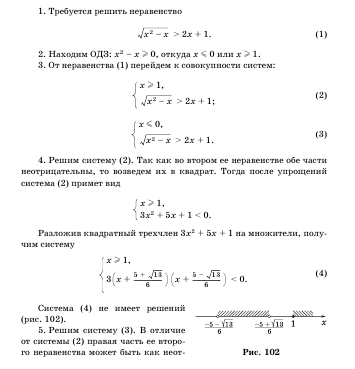 1. Требуется решить неравенство
√(x² − x) > 2x + 1. (1)
2. Находим ОДЗ: x² − x ⩾ 0, откуда x ⩽ 0 или x ⩾ 1.
3. От неравенства (1) перейдем к совокупности систем:
{ x ⩾ 1,
√(x² − x) > 2x + 1; (2)
{ x ⩽ 0,
√(x² − x) > 2x + 1. (3)
4. Решим систему (2). Так как во втором ее неравенстве обе части
неотрицательны, то возведем их в квадрат. Тогда после упрощений
система (2) примет вид
{ x ⩾ 1,
3x² + 5x + 1 < 0.
Разложив квадратный трехчлен 3x² + 5x + 1 на множители, полу-
чим систему
{ x ⩾ 1,
3(x + (5 + √13)/6)(x + (5 − √13)/6) < 0. (4)
Система (4) не имеет решений
(рис. 102).
5. Решим систему (3). В отличие
от системы (2) правая часть ее второ-
го неравенства может быть как неот-
(−5 − √13)/6 (−5 + √13)/6 1 x
Рис. 102